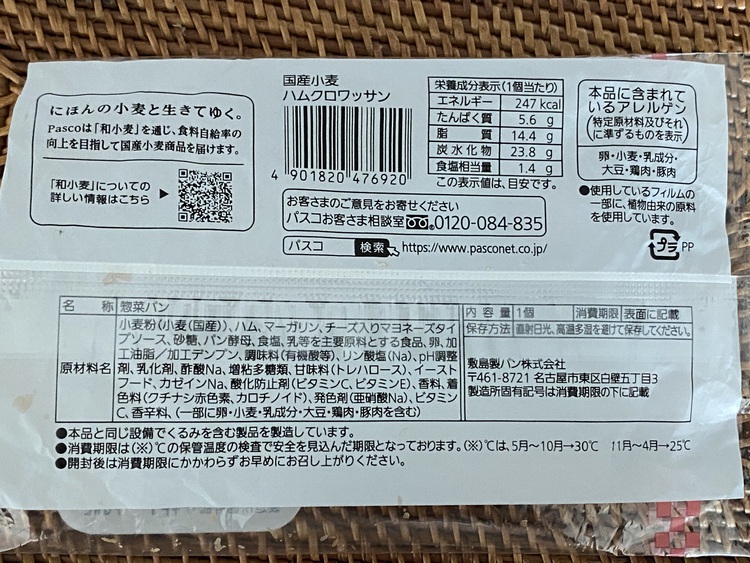 にほんの小麦と生きてゆく。
Pascoは「和小麦」を通じ、食料自給率の
向上を目指して国産小麦商品を届けます。
「和小麦」についての
詳しい情報はこちら
国産小麦
ハムクロワッサン
4 901820 476920
栄養成分表示(1個当たり)
エネルギー 247 kcal
たんぱく質 5.6 g
脂質 14.4 g
炭水化物 23.8 g
食塩相当量 1.4 g
この表示値は、目安です。
お客さまのご意見をお寄せください
パスコお客さま相談室 0120-084-835
パスコ 検索 https://www.pasconet.co.jp/
本品に含まれて
いるアレルゲン
(特定原材料及びそれ
に準ずるものを表示)
卵・小麦・乳成分・
大豆・鶏肉・豚肉
●使用しているフィルムの
一部に、植物由来の原料
を使用しています。
プラ PP
名称 惣菜パン
原材料名 小麦粉(小麦(国産))、ハム、マーガリン、チーズ入りマヨネーズタイ
プソース、砂糖、パン酵母、食塩、乳等を主要原料とする食品、卵、加
工油脂/加工デンプン、調味料(有機酸等)、リン酸塩(Na)、pH調整
剤、乳化剤、酢酸Na、増粘多糖類、甘味料(トレハロース)、イースト
フード、カゼインNa、酸化防止剤(ビタミンC、ビタミンE)、香料、着
色料(クチナシ赤色素、カロチノイド)、発色剤(亜硝酸Na)、ビタミン
C、香辛料、(一部に卵・小麦・乳成分・大豆・鶏肉・豚肉を含む)
内容量 1個 消費期限 表面に記載
保存方法 直射日光、高温多湿を避けて保存してください。
敷島製パン株式会社
〒461-8721 名古屋市東区白壁五丁目3
製造所固有記号は消費期限の下に記載
●本品と同じ設備でくるみを含む製品を製造しています。
●消費期限は(※)℃の保管温度の検査で安全を見込んだ期限となっております。(※)℃は、5月〜10月→30℃ 11月〜4月→25℃
●開封後は消費期限にかかわらずお早めにお召し上がりください。